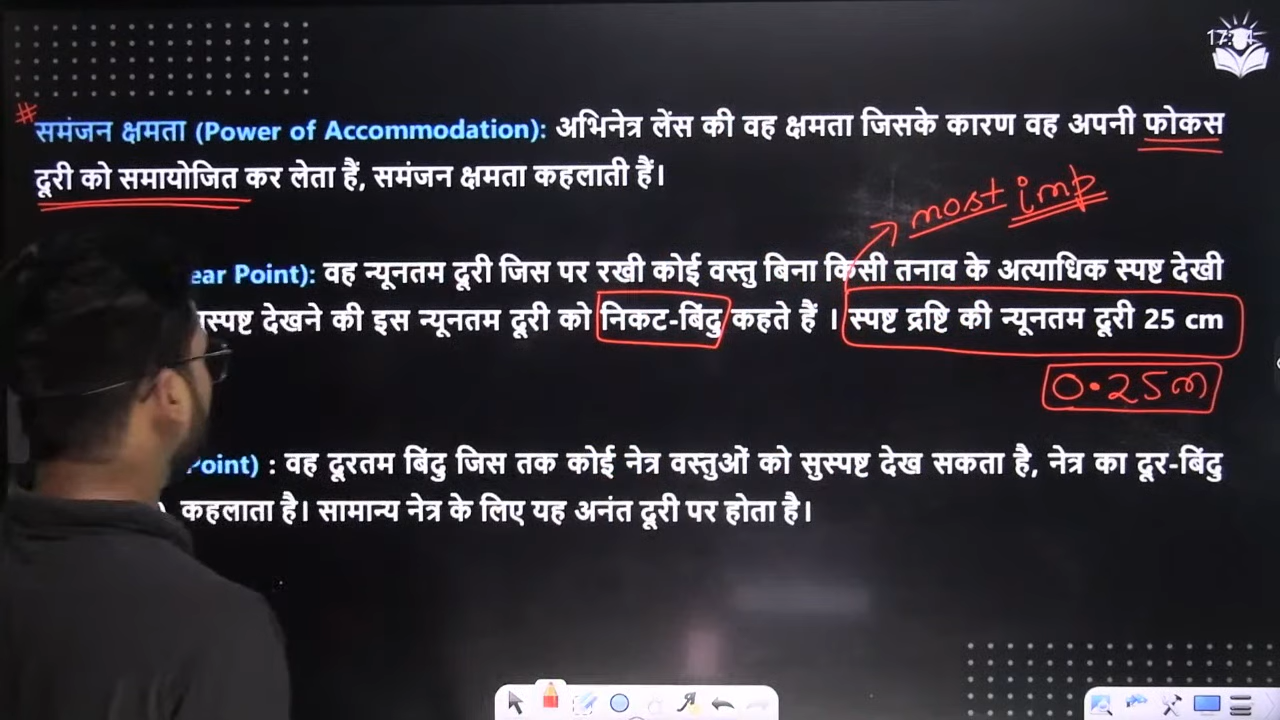 # समंजन क्षमता (Power of Accommodation): अभिनेत्र लेंस की वह क्षमता जिसके कारण वह अपनी फोकस
दूरी को समायोजित कर लेता हैं, समंजन क्षमता कहलाती हैं।
most imp
ear Point): वह न्यूनतम दूरी जिस पर रखी कोई वस्तु बिना किसी तनाव के अत्याधिक स्पष्ट देखी
स्पष्ट देखने की इस न्यूनतम दूरी को निकट-बिंदु कहते हैं । स्पष्ट द्रष्टि की न्यूनतम दूरी 25 cm
0.25m
Point) : वह दूरतम बिंदु जिस तक कोई नेत्र वस्तुओं को सुस्पष्ट देख सकता है, नेत्र का दूर-बिंदु
) कहलाता है। सामान्य नेत्र के लिए यह अनंत दूरी पर होता है।